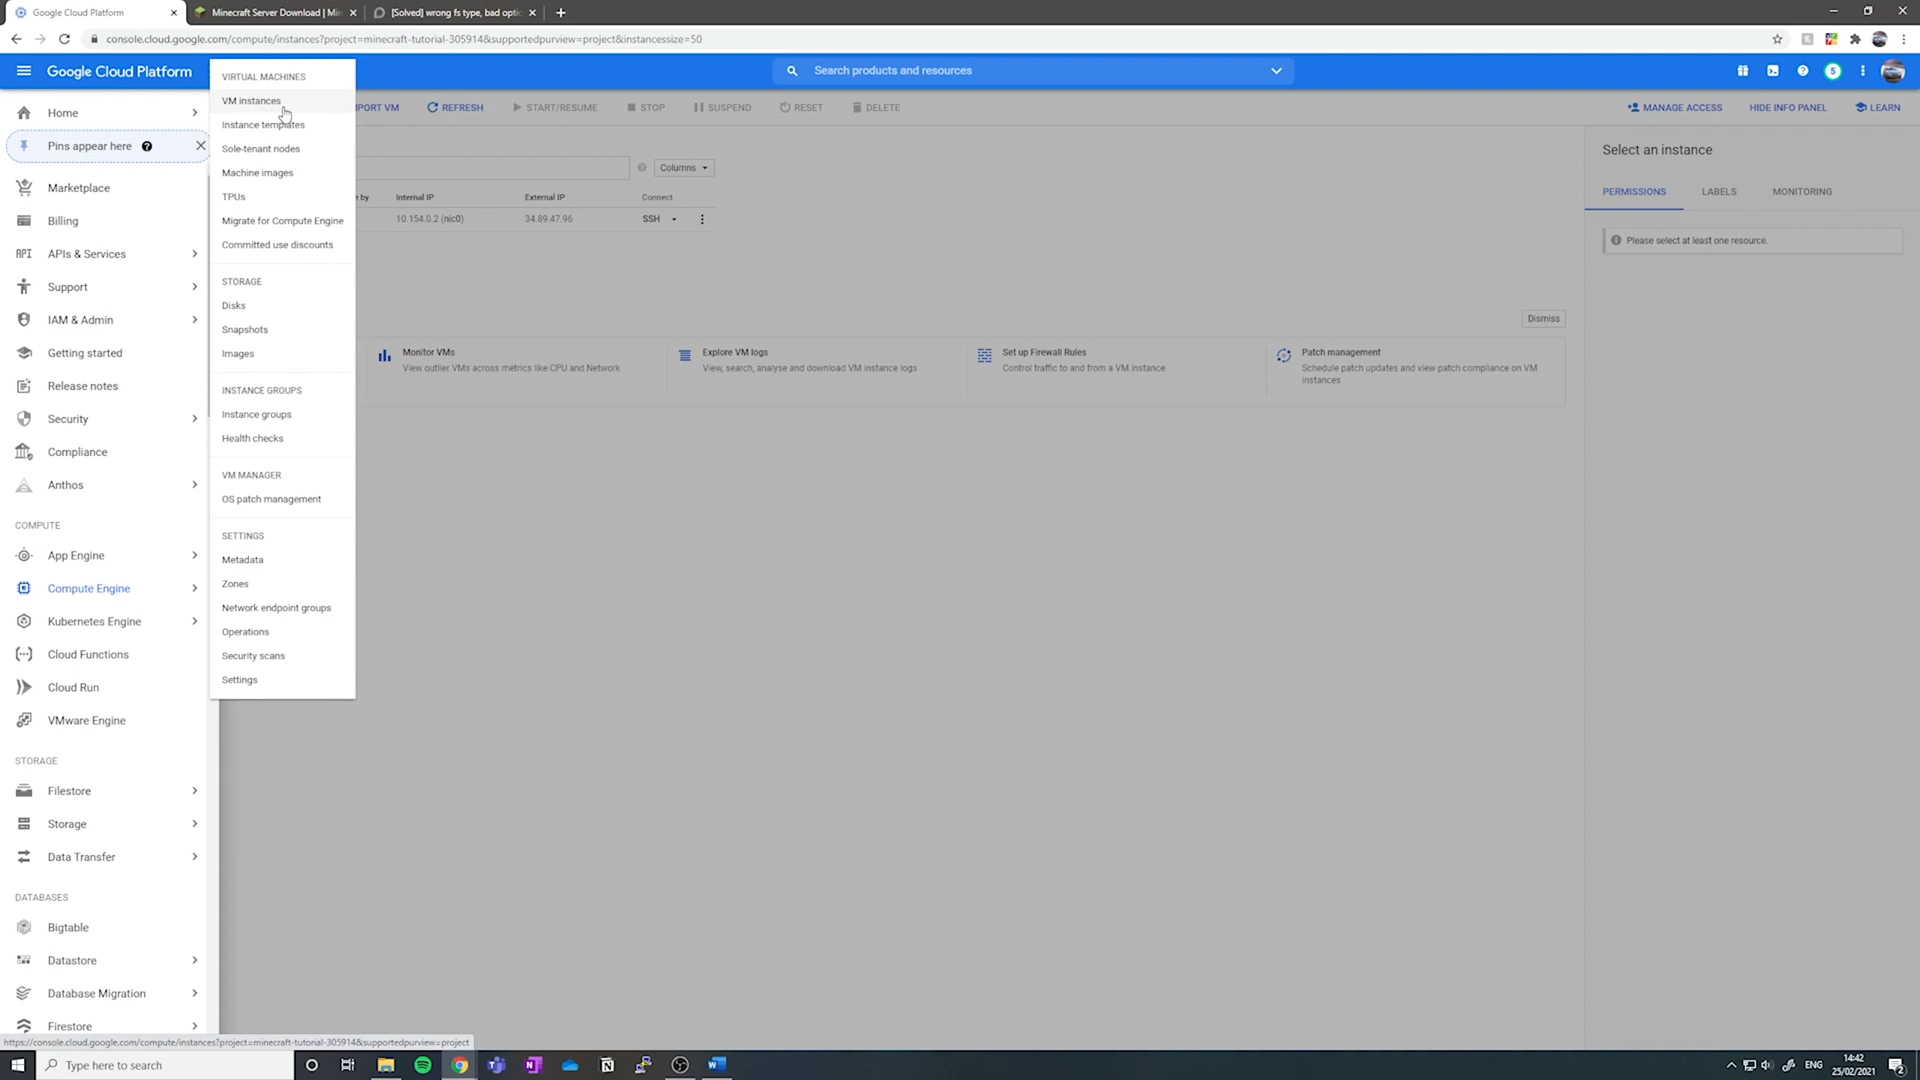 Google Cloud Platform
Minecraft Server Download | Min
[Solved] wrong fs type, bad optio
console.cloud.google.com/compute/instances?project=minecraft-tutorial-305914&supportedpurview=project&instancessize=50
Google Cloud Platform
Search products and resources
5
PORT VM
REFRESH
START/RESUME
STOP
SUSPEND
RESET
DELETE
MANAGE ACCESS
HIDE INFO PANEL
LEARN
Home
Pins appear here
Marketplace
Billing
API
APIs & Services
Support
IAM & Admin
Getting started
Release notes
Security
Compliance
Anthos
COMPUTE
App Engine
Compute Engine
Kubernetes Engine
Cloud Functions
Cloud Run
VMware Engine
STORAGE
Filestore
Storage
Data Transfer
DATABASES
Bigtable
Datastore
Database Migration
Firestore
VIRTUAL MACHINES
VM instances
Instance templates
Sole-tenant nodes
Machine images
TPUs
Migrate for Compute Engine
Committed use discounts
STORAGE
Disks
Snapshots
Images
INSTANCE GROUPS
Instance groups
Health checks
VM MANAGER
OS patch management
SETTINGS
Metadata
Zones
Network endpoint groups
Operations
Security scans
Settings
Columns
e by
Internal IP
External IP
Connect
10.154.0.2 (nic0)
34.89.47.96
SSH
Dismiss
Monitor VMs
View outlier VMs across metrics like CPU and Network
Explore VM logs
View, search, analyse and download VM instance logs
Set up Firewall Rules
Control traffic to and from a VM instance
Patch management
Schedule patch updates and view patch compliance on VM
instances
Select an instance
PERMISSIONS
LABELS
MONITORING
Please select at least one resource.
https://console.cloud.google.com/compute/instances?project=minecraft-tutorial-305914&supportedpurview=project
Type here to search
ENG
14:42
25/02/2021
2